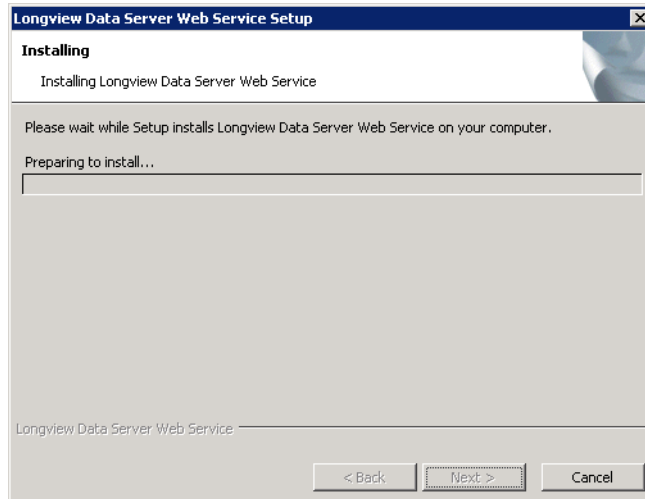 Longview Data Server Web Service Setup
Installing
Installing Longview Data Server Web Service
Please wait while Setup installs Longview Data Server Web Service on your computer.
Preparing to install...
Longview Data Server Web Service
< Back Next > Cancel